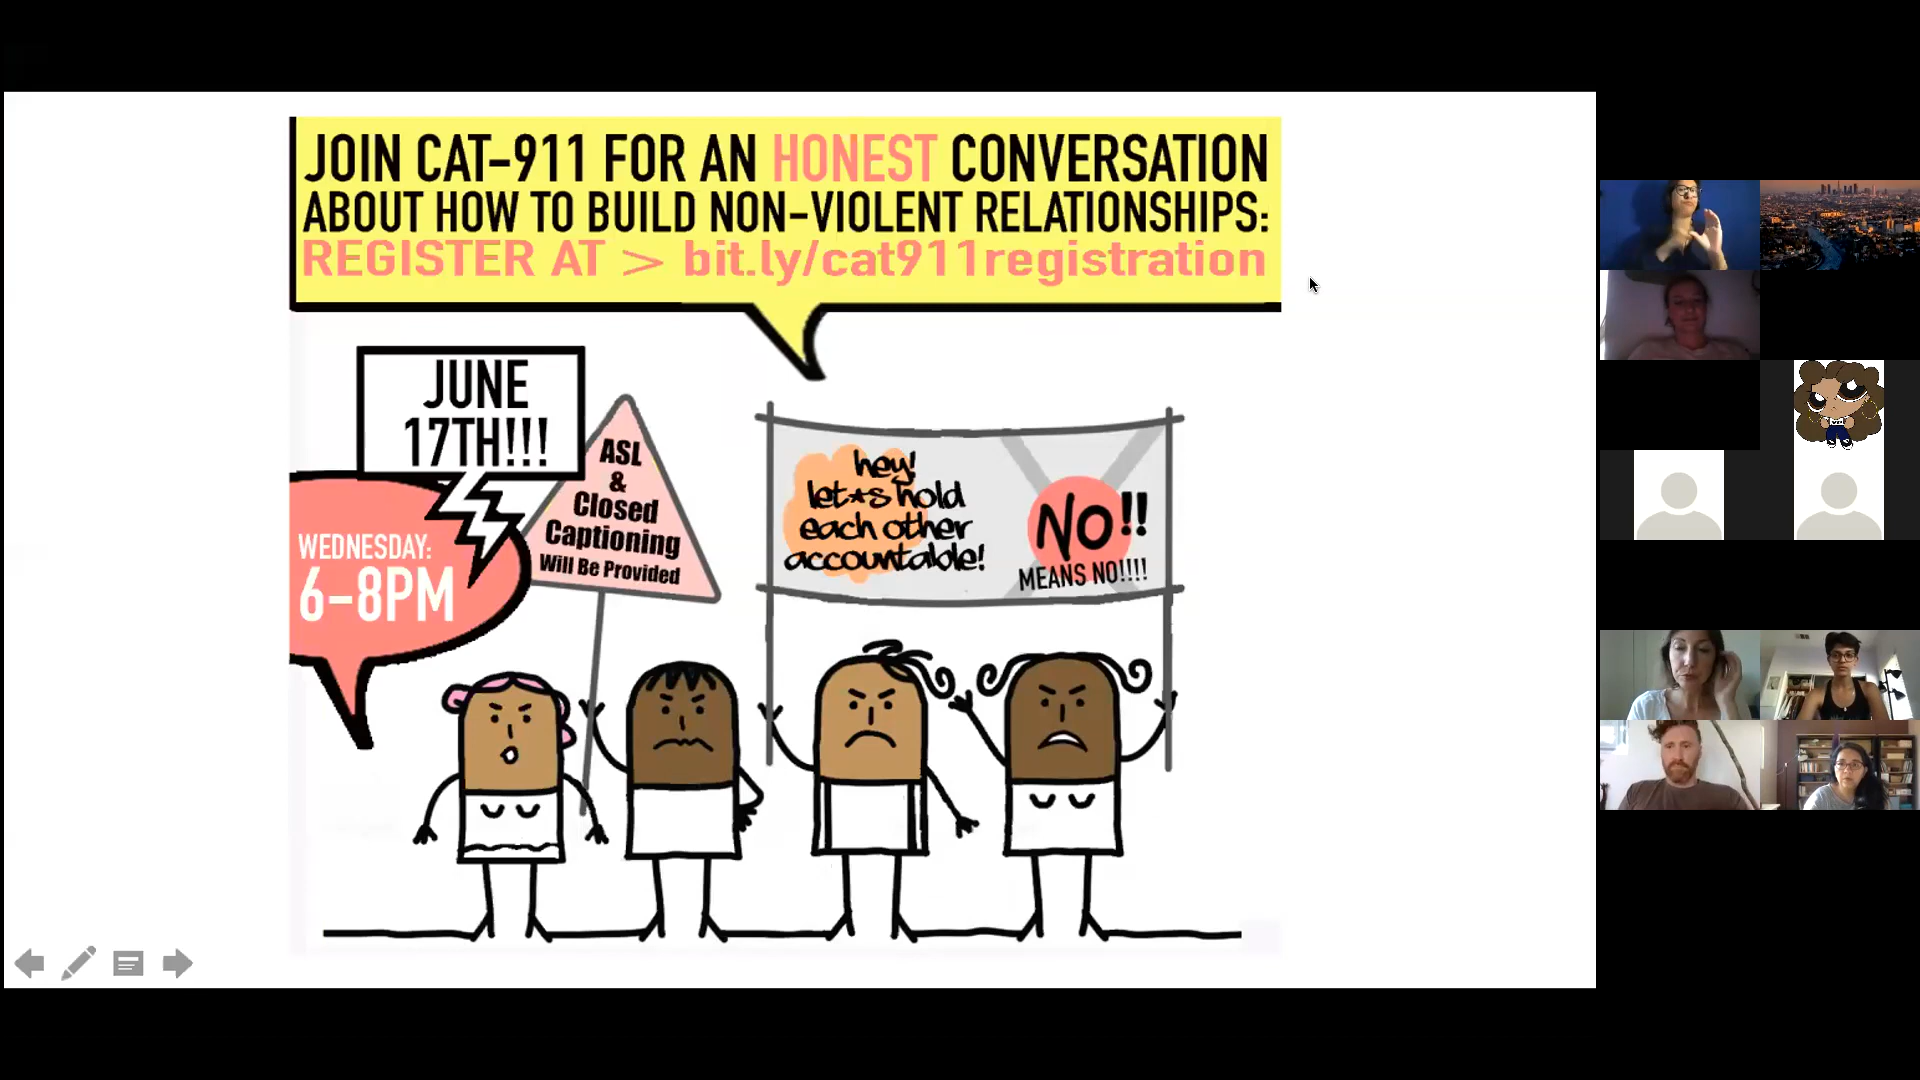 JOIN CAT-911 FOR AN HONEST CONVERSATION
ABOUT HOW TO BUILD NON-VIOLENT RELATIONSHIPS:
REGISTER AT > bit.ly/cat911registration
JUNE
17TH!!!
WEDNESDAY:
6-8PM
ASL
&
Closed
Captioning
Will Be Provided
hey!
let*s hold
each other
accountable!
NO!!
MEANS NO!!!!